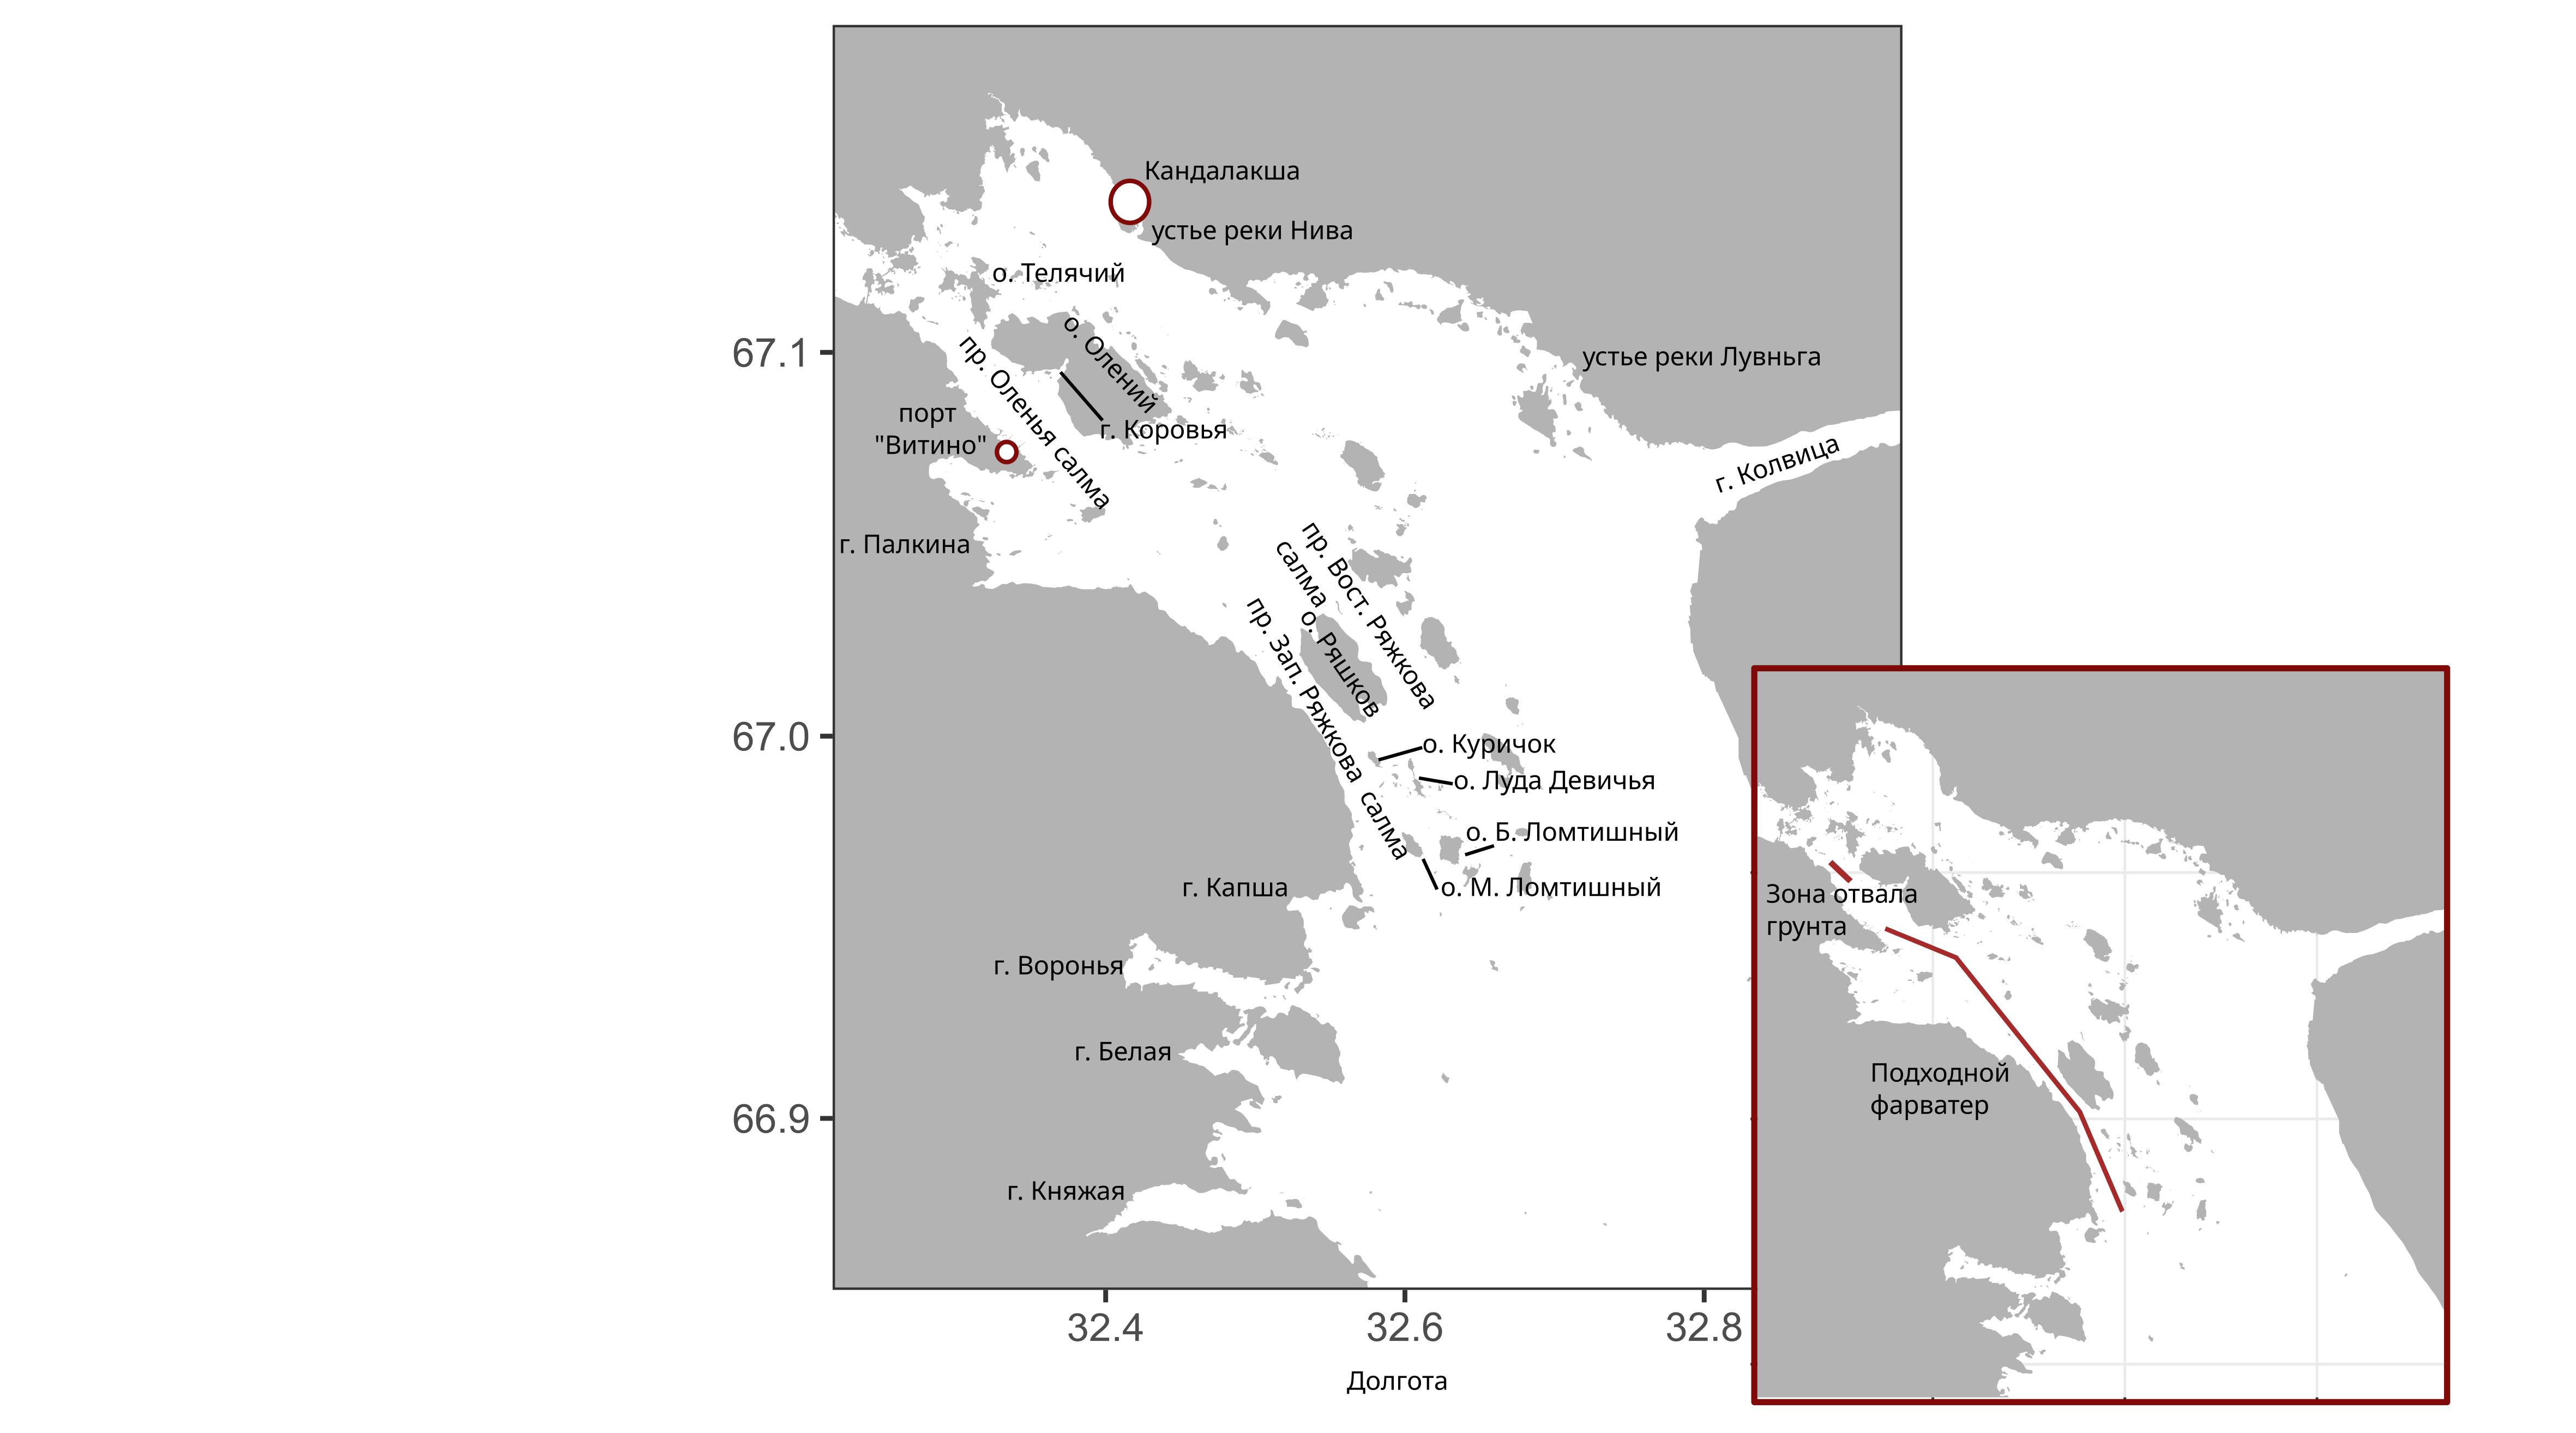 Кандалакша
устье реки Нива
о. Телячий
о. Олений
67.1
пр. Оленья салма
устье реки Лувньга
порт
"Витино"
г. Коровья
г. Колвица
г. Палкина
пр. Вост. Ряжкова
салма
о. Ряшков
пр. Зап. Ряжкова салма
67.0
о. Куричок
о. Луда Девичья
о. Б. Ломтишный
о. М. Ломтишный
г. Капша
г. Воронья
г. Белая
66.9
г. Княжая
32.4
32.6
32.8
Долгота
Зона отвала
грунта
Подходной
фарватер